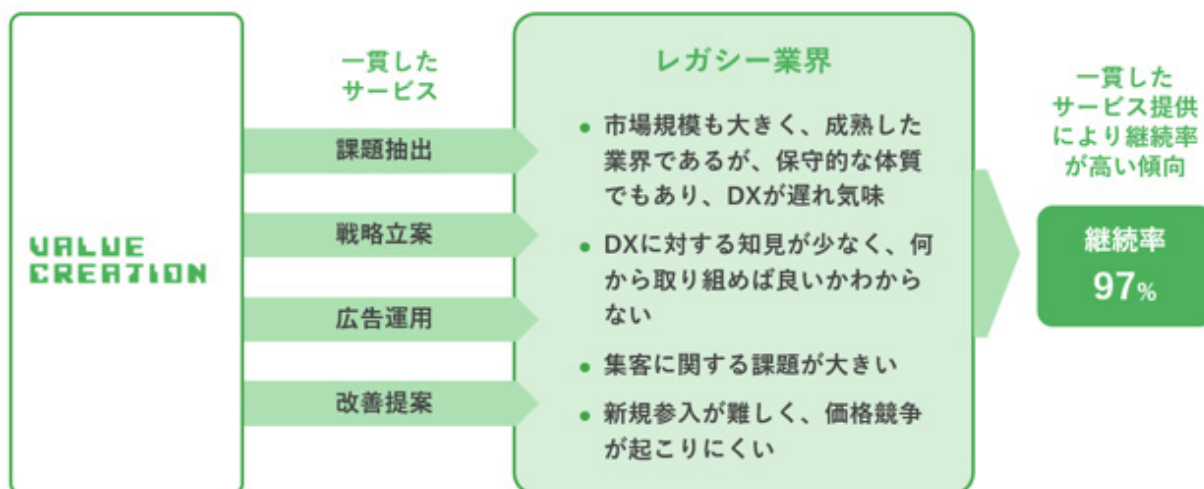 VALUE
CREATION
一貫した
サービス
課題抽出
戦略立案
広告運用
改善提案
レガシー業界
● 市場規模も大きく、成熟した
業界であるが、保守的な体質
でもあり、DXが遅れ気味
● DXに対する知見が少なく、何
から取り組めば良いかわから
ない
● 集客に関する課題が大きい
● 新規参入が難しく、価格競争
が起こりにくい
一貫した
サービス提供
により継続率
が高い傾向
継続率
97%